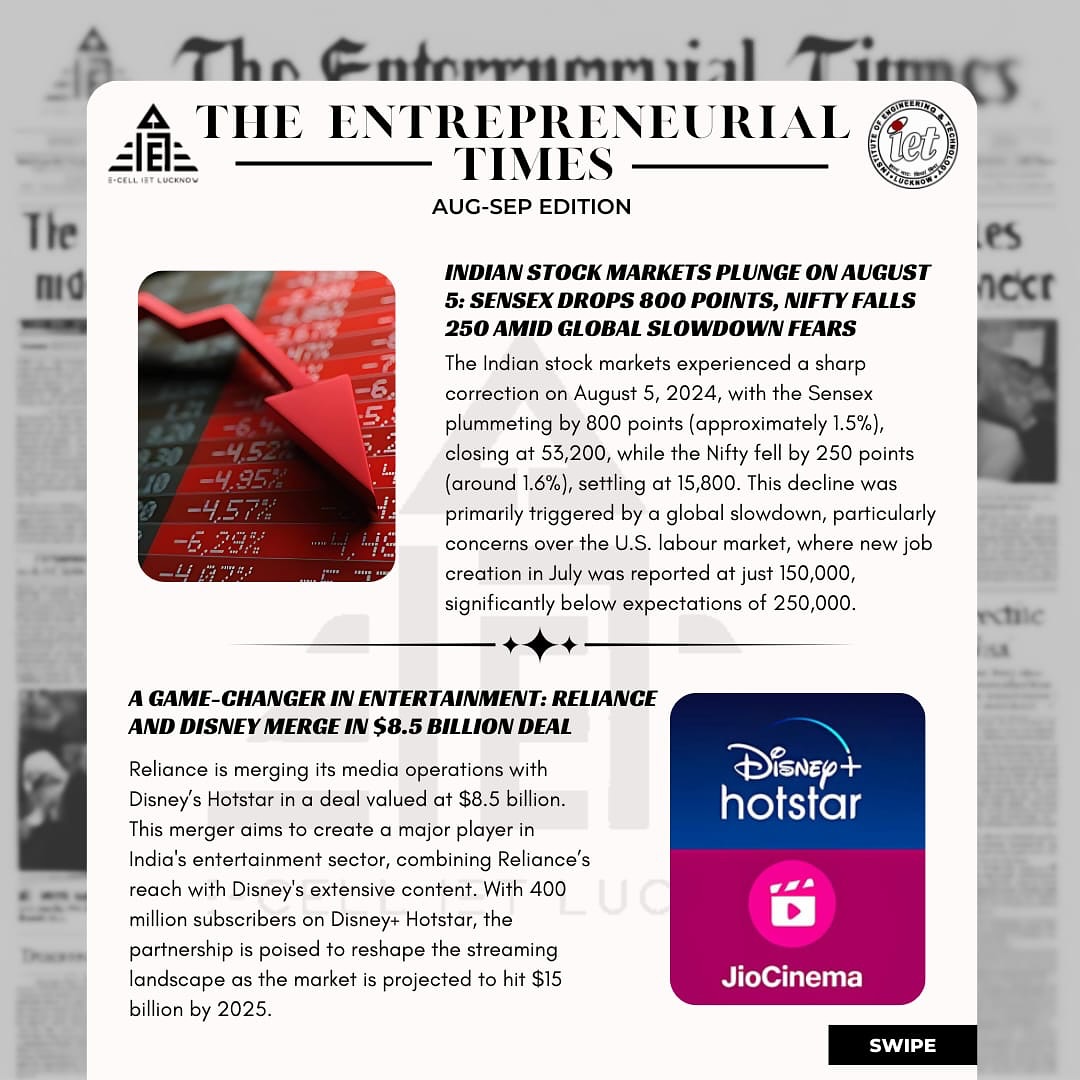 The Entrepreneurial Times
THE ENTREPRENEURIAL
TIMES
E-CELL IET LUCKNOW
INSTITUTE OF ENGINEERING & TECHNOLOGY
iet
LUCKNOW
AUG-SEP EDITION
The
INDIAN STOCK MARKETS PLUNGE ON AUGUST
5: SENSEX DROPS 800 POINTS, NIFTY FALLS
250 AMID GLOBAL SLOWDOWN FEARS
The Indian stock markets experienced a sharp
correction on August 5, 2024, with the Sensex
plummeting by 800 points (approximately 1.5%),
closing at 53,200, while the Nifty fell by 250 points
(around 1.6%), settling at 15,800. This decline was
primarily triggered by a global slowdown, particularly
concerns over the U.S. labour market, where new job
creation in July was reported at just 150,000,
significantly below expectations of 250,000.
-4.52%
-4.95%
-4.57%
-6.29%
A GAME-CHANGER IN ENTERTAINMENT: RELIANCE
AND DISNEY MERGE IN $8.5 BILLION DEAL
Reliance is merging its media operations with
Disney's Hotstar in a deal valued at $8.5 billion.
This merger aims to create a major player in
India's entertainment sector, combining Reliance's
reach with Disney's extensive content. With 400
million subscribers on Disney+ Hotstar, the
partnership is poised to reshape the streaming
landscape as the market is projected to hit $15
billion by 2025.
Disney+
hotstar
JioCinema
SWIPE